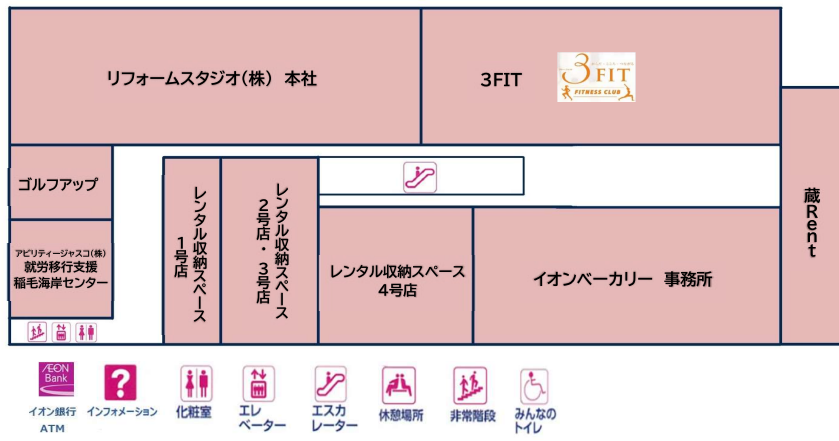 リフォームスタジオ(株) 本社
3FIT
3 FIT
FITNESS CLUB
ゴルフアップ
アビリティージャスコ(株)
就労移行支援
稲毛海岸センター
レンタル収納スペース
1号店
レンタル収納スペース
2号店・3号店
レンタル収納スペース
4号店
イオンベーカリー 事務所
蔵Rent
ÆON
Bank
イオン銀行
ATM
?
インフォメーション
化粧室
エレ
ベーター
エスカ
レーター
休憩場所
非常階段
みんなの
トイレ